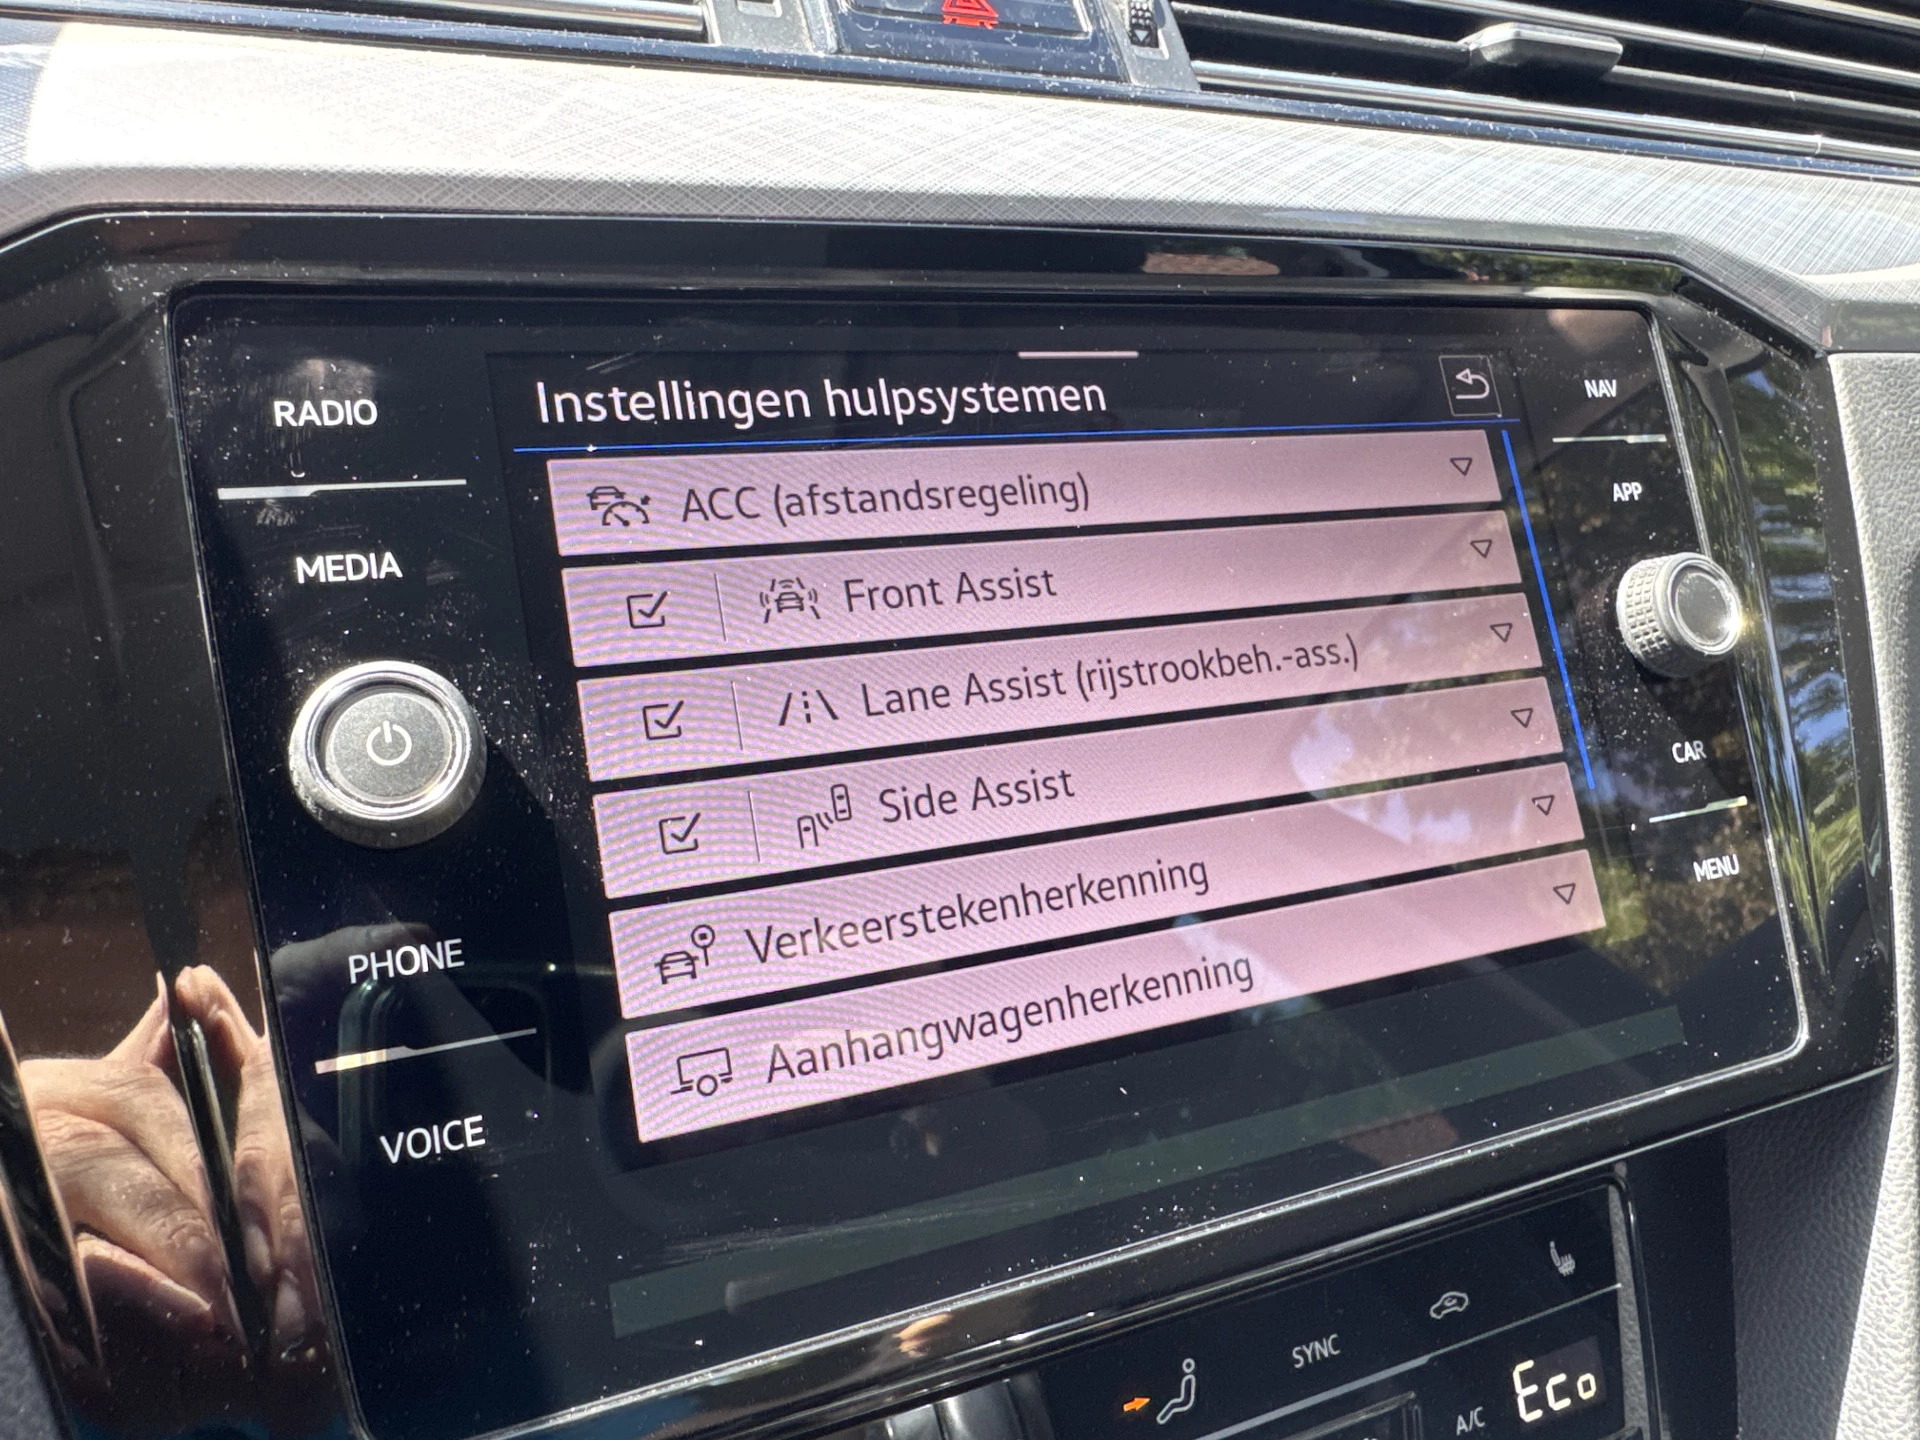 Instellingen hulpsystemen
ACC (afstandsregeling)
Front Assist
Lane Assist (rijstrookbeh.-ass.)
Side Assist
Verkeerstekenherkenning
Aanhangwagenherkenning
RADIO
MEDIA
PHONE
VOICE
NAV
APP
CAR
MENU
SYNC
A/C
Eco